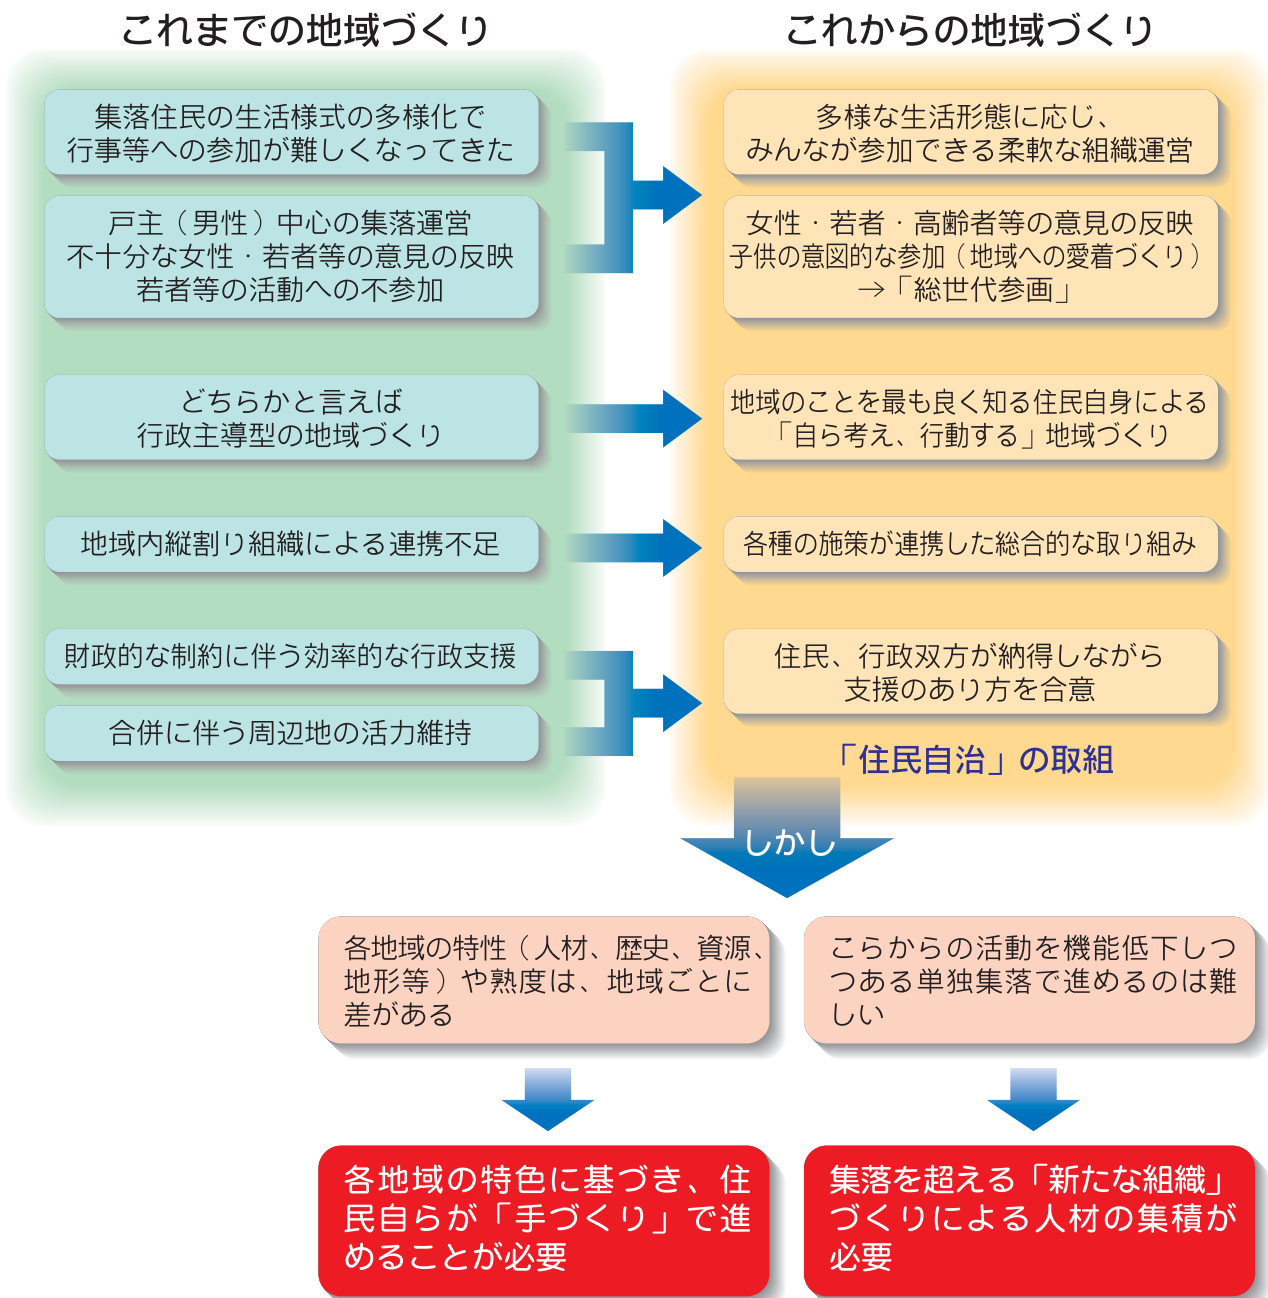 これまでの地域づくり
集落住民の生活様式の多様化で
行事等への参加が難しくなってきた
戸主（男性）中心の集落運営
不十分な女性・若者等の意見の反映
若者等の活動への不参加
どちらかと言えば
行政主導型の地域づくり
地域内縦割り組織による連携不足
財政的な制約に伴う効率的な行政支援
合併に伴う周辺地の活力維持
これからの地域づくり
多様な生活形態に応じ、
みんなが参加できる柔軟な組織運営
女性・若者・高齢者等の意見の反映
子供の意図的な参加（地域への愛着づくり）
→「総世代参画」
地域のことを最も良く知る住民自身による
「自ら考え、行動する」地域づくり
各種の施策が連携した総合的な取り組み
住民、行政双方が納得しながら
支援のあり方を合意
「住民自治」の取組
しかし
各地域の特性（人材、歴史、資源、
地形等）や熟度は、地域ごとに
差がある
こらからの活動を機能低下しつ
つある単独集落で進めるのは難
しい
各地域の特色に基づき、住
民自らが「手づくり」で進
めることが必要
集落を超える「新たな組織」
づくりによる人材の集積が
必要